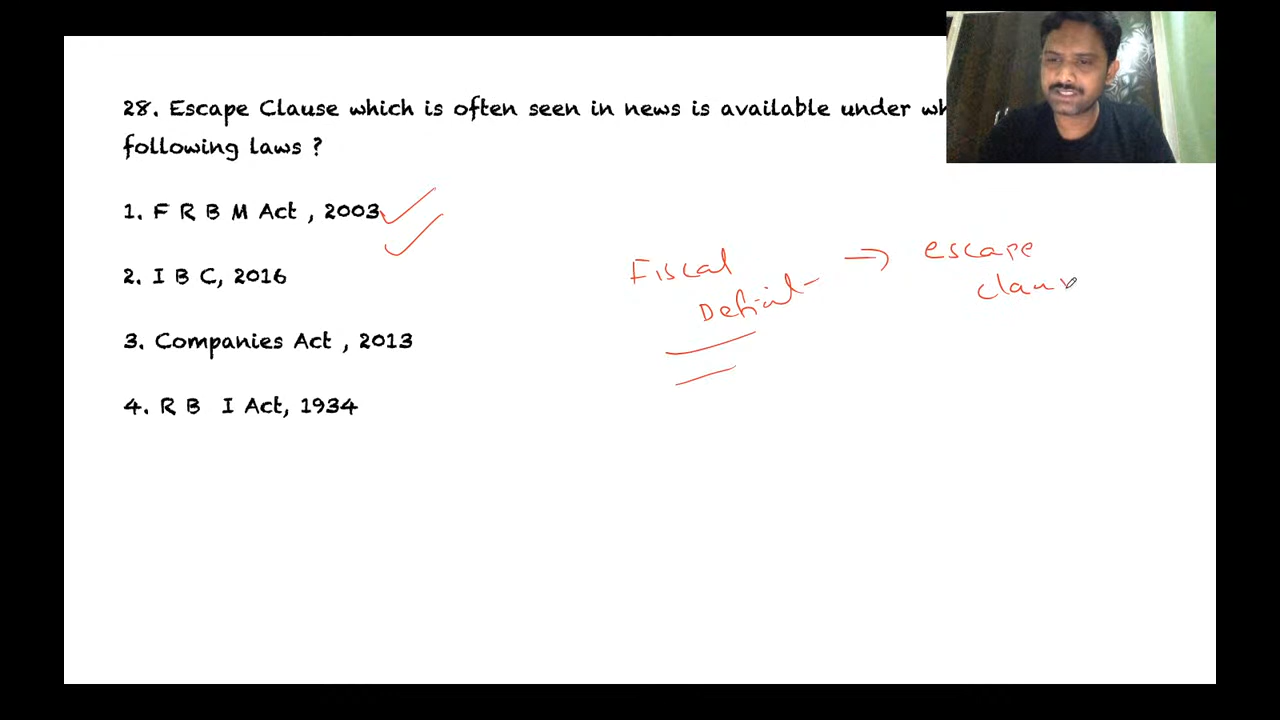 28. Escape Clause which is often seen in news is available under wh
following laws ?
1. F R B M Act , 2003
2. I B C, 2016
3. Companies Act , 2013
4. R B I Act, 1934
Fiscal
Deficit
→ escape
claus